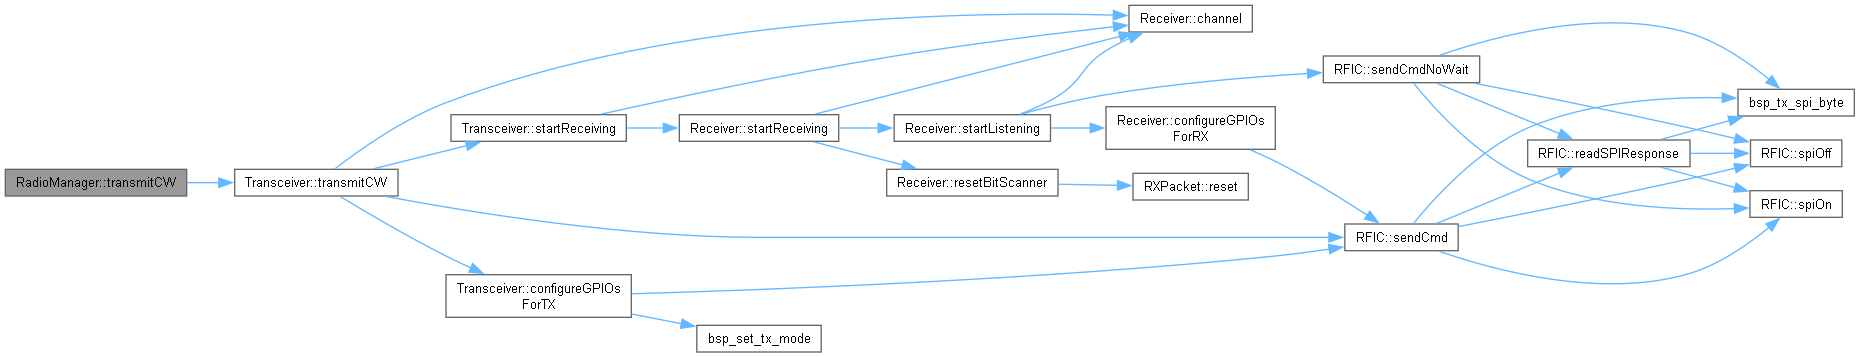 RadioManager::transmitCW
Transceiver::transmitCW
Transceiver::startReceiving
Transceiver::configureGPIOs
ForTX
Receiver::channel
Receiver::startReceiving
Receiver::startListening
Receiver::resetBitScanner
bsp_set_tx_mode
Receiver::configureGPIOs
ForRX
RXPacket::reset
RFIC::sendCmdNoWait
RFIC::sendCmd
RFIC::readSPIResponse
bsp_tx_spi_byte
RFIC::spiOff
RFIC::spiOn